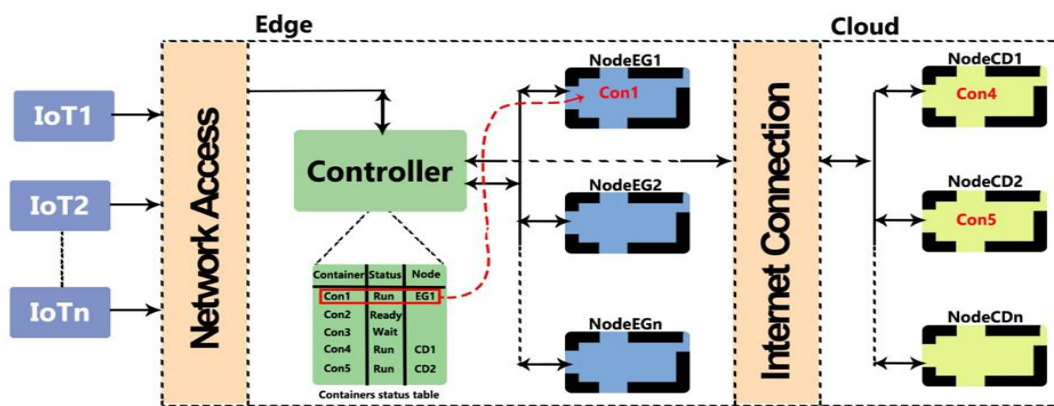 Edge
Cloud
IoT1
IoT2
IoTn
Network Access
Controller
Container Status Node
Con1 Run EG1
Con2 Ready
Con3 Wait
Con4 Run CD1
Con5 Run CD2
Containers status table
NodeEG1
Con1
NodeEG2
NodeEGn
Internet Connection
NodeCD1
Con4
NodeCD2
Con5
NodeCDn